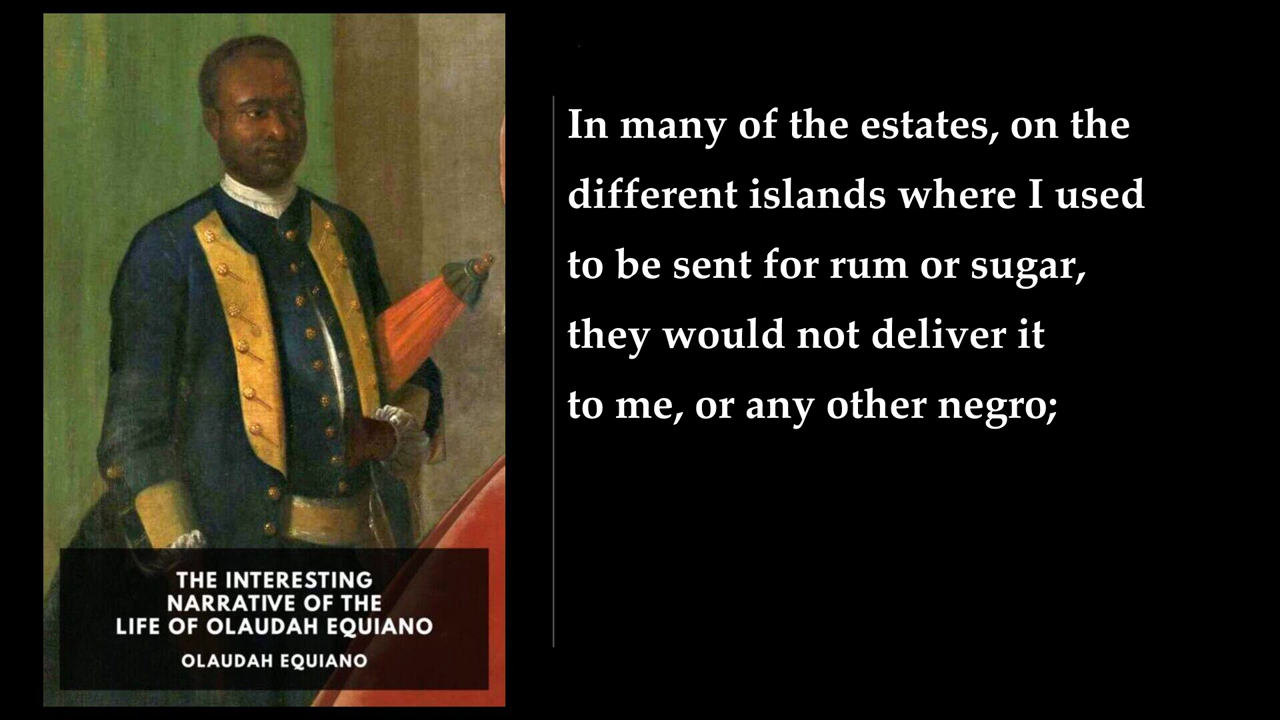 THE INTERESTING
NARRATIVE OF THE
LIFE OF OLAUDAH EQUIANO
OLAUDAH EQUIANO
In many of the estates, on the
different islands where I used
to be sent for rum or sugar,
they would not deliver it
to me, or any other negro;